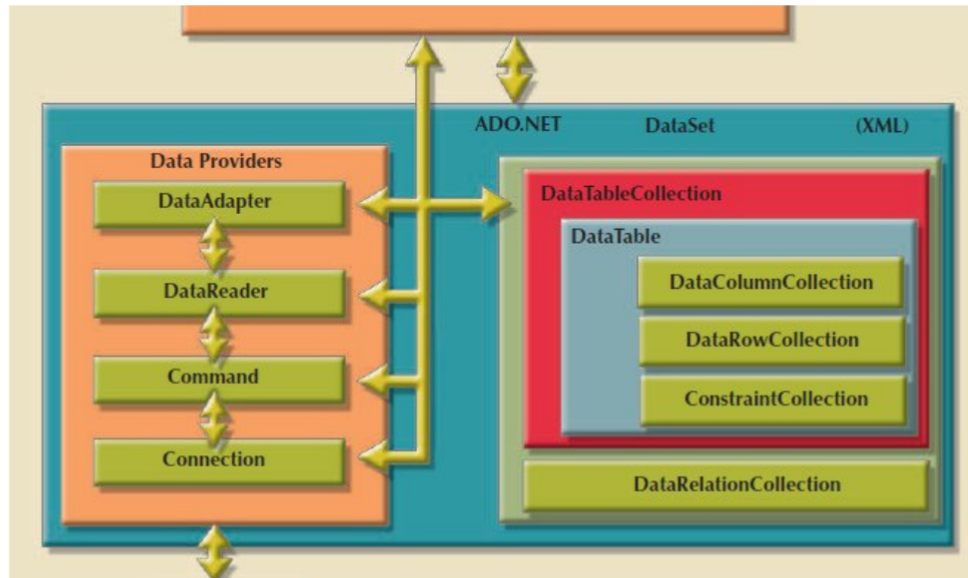 ADO.NET DataSet (XML)
Data Providers
DataAdapter
DataReader
Command
Connection
DataTableCollection
DataTable
DataColumnCollection
DataRowCollection
ConstraintCollection
DataRelationCollection